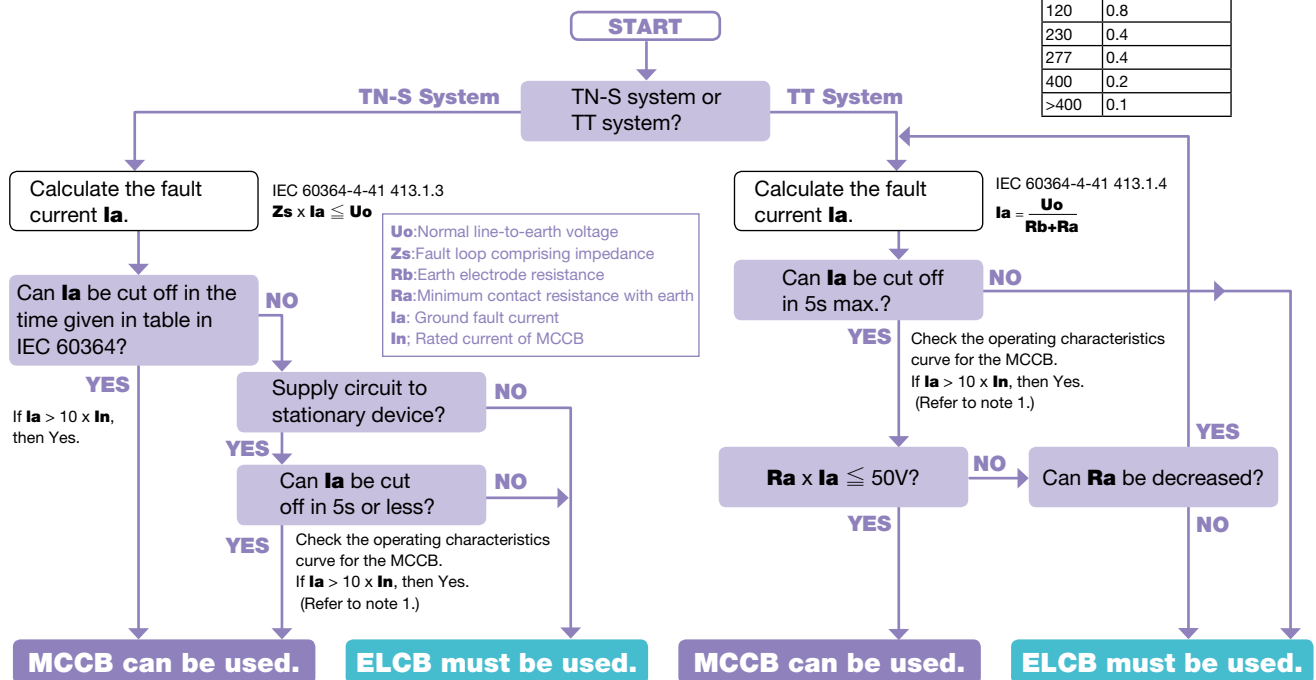 START
120 0.8
230 0.4
277 0.4
400 0.2
>400 0.1
TN-S System
TN-S system or
TT system?
TT System
Calculate the fault
current Ia.
IEC 60364-4-41 413.1.3
Zs x Ia ≦ Uo
Uo:Normal line-to-earth voltage
Zs:Fault loop comprising impedance
Rb:Earth electrode resistance
Ra:Minimum contact resistance with earth
Ia: Ground fault current
In; Rated current of MCCB
Can Ia be cut off in the
time given in table in
IEC 60364?
NO
YES
If Ia > 10 x In,
then Yes.
Supply circuit to
stationary device?
NO
YES
Can Ia be cut
off in 5s or less?
NO
YES
Check the operating characteristics
curve for the MCCB.
If Ia > 10 x In, then Yes.
(Refer to note 1.)
MCCB can be used.
ELCB must be used.
Calculate the fault
current Ia.
IEC 60364-4-41 413.1.4
Ia = Uo
Rb+Ra
Can Ia be cut off
in 5s max.?
NO
YES
Check the operating characteristics
curve for the MCCB.
If Ia > 10 x In, then Yes.
(Refer to note 1.)
Ra x Ia ≦ 50V?
NO
YES
Can Ra be decreased?
YES
NO
MCCB can be used.
ELCB must be used.